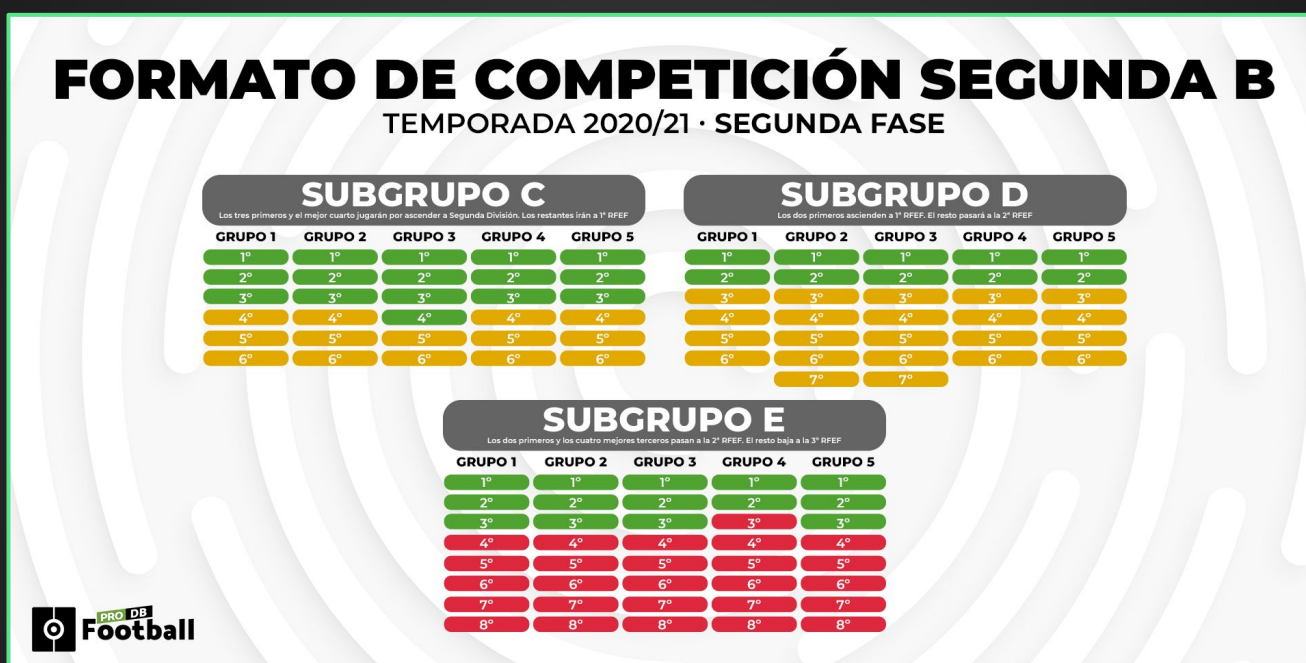 FORMATO DE COMPETICIÓN SEGUNDA B
TEMPORADA 2020/21 · SEGUNDA FASE
SUBGRUPO C
Los tres primeros y el mejor cuarto jugarán por ascender a Segunda División. Los restantes irán a 1ª RFEF
GRUPO 1 GRUPO 2 GRUPO 3 GRUPO 4 GRUPO 5
1º 1º 1º 1º 1º
2º 2º 2º 2º 2º
3º 3º 3º 3º 3º
4º 4º 4º 4º 4º
5º 5º 5º 5º 5º
6º 6º 6º 6º 6º
SUBGRUPO D
Los dos primeros ascienden a 1ª RFEF. El resto pasará a la 2ª RFEF
GRUPO 1 GRUPO 2 GRUPO 3 GRUPO 4 GRUPO 5
1º 1º 1º 1º 1º
2º 2º 2º 2º 2º
3º 3º 3º 3º 3º
4º 4º 4º 4º 4º
5º 5º 5º 5º 5º
6º 6º 6º 6º 6º
7º 7º
SUBGRUPO E
Los dos primeros y los cuatro mejores terceros pasan a la 2ª RFEF. El resto baja a la 3ª RFEF
GRUPO 1 GRUPO 2 GRUPO 3 GRUPO 4 GRUPO 5
1º 1º 1º 1º 1º
2º 2º 2º 2º 2º
3º 3º 3º 3º 3º
4º 4º 4º 4º 4º
5º 5º 5º 5º 5º
6º 6º 6º 6º 6º
7º 7º 7º 7º 7º
8º 8º 8º 8º 8º
PRO DB
Football